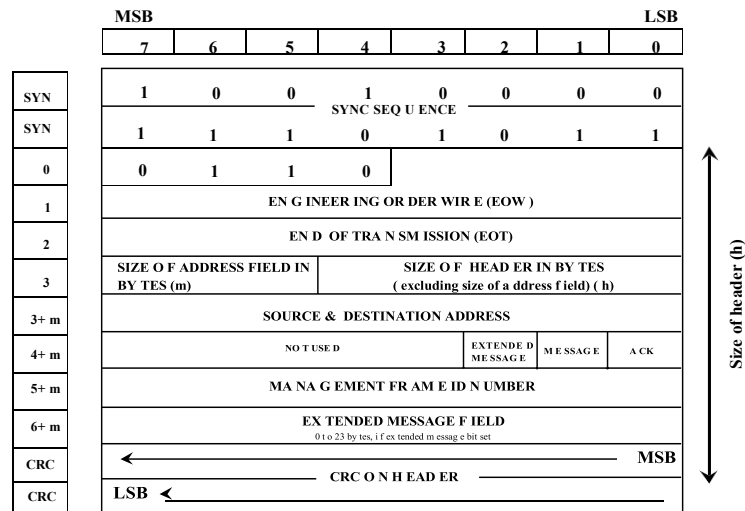 MSB LSB
7 6 5 4 3 2 1 0
SYN 1 0 0 1 0 0 0 0
SYNC SEQUENCE
SYN 1 1 1 0 1 0 1 1
0 0 1 1 0
1 ENGINEERING ORDER WIRE (EOW)
2 END OF TRANSMISSION (EOT)
3 SIZE OF ADDRESS FIELD IN SIZE OF HEADER IN BYTES
BYTES (m) (excluding size of address field) (h)
3+ m SOURCE & DESTINATION ADDRESS
4+ m NOT USED EXTENDED MESSAGE MESSAGE ACK
5+ m MANAGEMENT FRAME ID NUMBER
6+ m EXTENDED MESSAGE FIELD
0 to 23 bytes, if extended message bit set
CRC MSB
CRC ON HEADER
CRC LSB
Size of header (h)